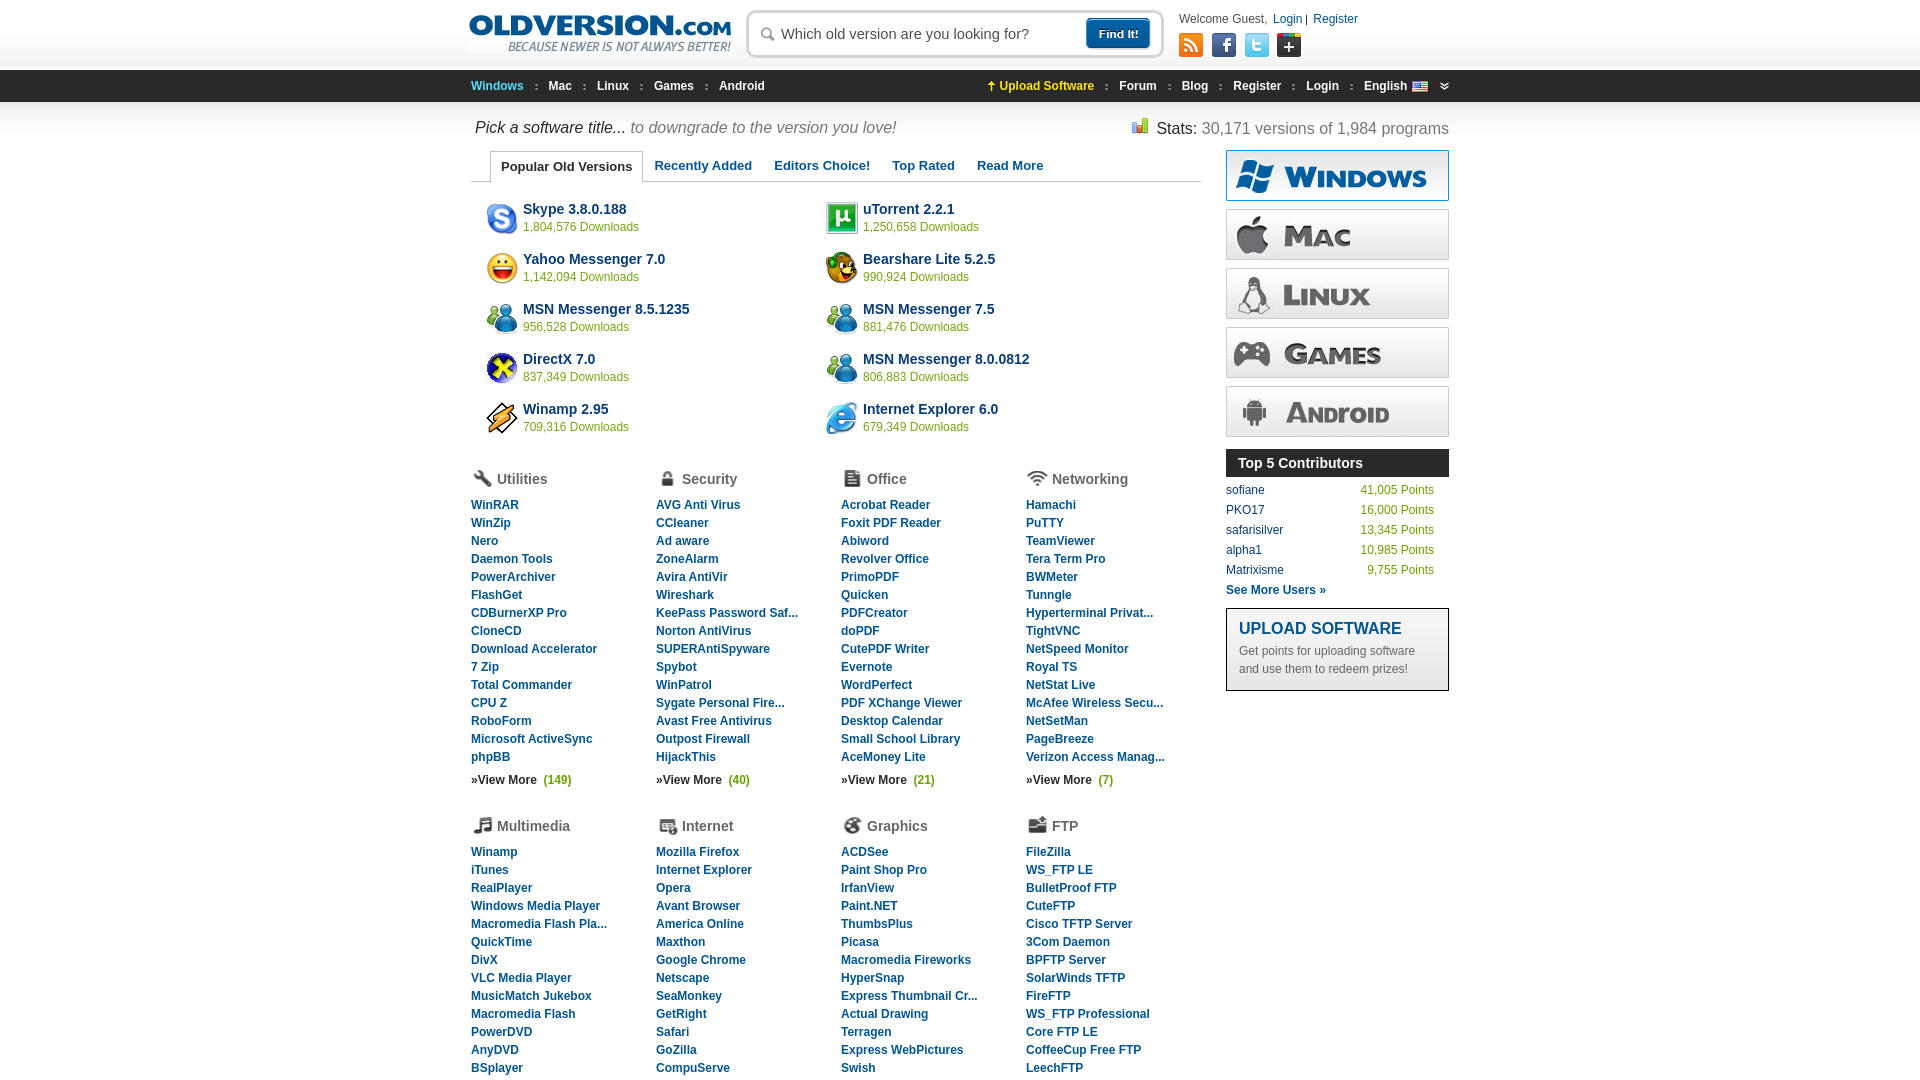 OLDVERSION.COM
BECAUSE NEWER IS NOT ALWAYS BETTER!
Which old version are you looking for?
Find It!
Welcome Guest, Login | Register
Windows : Mac : Linux : Games : Android
Upload Software : Forum : Blog : Register : Login : English
Pick a software title... to downgrade to the version you love!
Stats: 30,171 versions of 1,984 programs
Popular Old Versions
Recently Added
Editors Choice!
Top Rated
Read More
Skype 3.8.0.188
1,804,576 Downloads
uTorrent 2.2.1
1,250,658 Downloads
Yahoo Messenger 7.0
1,142,094 Downloads
Bearshare Lite 5.2.5
990,924 Downloads
MSN Messenger 8.5.1235
956,528 Downloads
MSN Messenger 7.5
881,476 Downloads
DirectX 7.0
837,349 Downloads
MSN Messenger 8.0.0812
806,883 Downloads
Winamp 2.95
709,316 Downloads
Internet Explorer 6.0
679,349 Downloads
Utilities
WinRAR
WinZip
Nero
Daemon Tools
PowerArchiver
FlashGet
CDBurnerXP Pro
CloneCD
Download Accelerator
7 Zip
Total Commander
CPU Z
RoboForm
Microsoft ActiveSync
phpBB
»View More (149)
Security
AVG Anti Virus
CCleaner
Ad aware
ZoneAlarm
Avira AntiVir
Wireshark
KeePass Password Saf...
Norton AntiVirus
SUPERAntiSpyware
Spybot
WinPatrol
Sygate Personal Fire...
Avast Free Antivirus
Outpost Firewall
HijackThis
»View More (40)
Office
Acrobat Reader
Foxit PDF Reader
Abiword
Revolver Office
PrimoPDF
Quicken
PDFCreator
doPDF
CutePDF Writer
Evernote
WordPerfect
PDF XChange Viewer
Desktop Calendar
Small School Library
AceMoney Lite
»View More (21)
Networking
Hamachi
PuTTY
TeamViewer
Tera Term Pro
BWMeter
Tunngle
Hyperterminal Privat...
TightVNC
NetSpeed Monitor
Royal TS
NetStat Live
McAfee Wireless Secu...
NetSetMan
PageBreeze
Verizon Access Manag...
»View More (7)
Multimedia
Winamp
iTunes
RealPlayer
Windows Media Player
Macromedia Flash Pla...
QuickTime
DivX
VLC Media Player
MusicMatch Jukebox
Macromedia Flash
PowerDVD
AnyDVD
BSplayer
Internet
Mozilla Firefox
Internet Explorer
Opera
Avant Browser
America Online
Maxthon
Google Chrome
Netscape
SeaMonkey
GetRight
Safari
GoZilla
CompuServe
Graphics
ACDSee
Paint Shop Pro
IrfanView
Paint.NET
ThumbsPlus
Picasa
Macromedia Fireworks
HyperSnap
Express Thumbnail Cr...
Actual Drawing
Terragen
Express WebPictures
Swish
FTP
FileZilla
WS_FTP LE
BulletProof FTP
CuteFTP
Cisco TFTP Server
3Com Daemon
BPFTP Server
SolarWinds TFTP
FireFTP
WS_FTP Professional
Core FTP LE
CoffeeCup Free FTP
LeechFTP
Windows
Mac
Linux
Games
Android
Top 5 Contributors
sofiane 41,005 Points
PKO17 16,000 Points
safarisilver 13,345 Points
alpha1 10,985 Points
Matrixisme 9,755 Points
See More Users »
UPLOAD SOFTWARE
Get points for uploading software
and use them to redeem prizes!